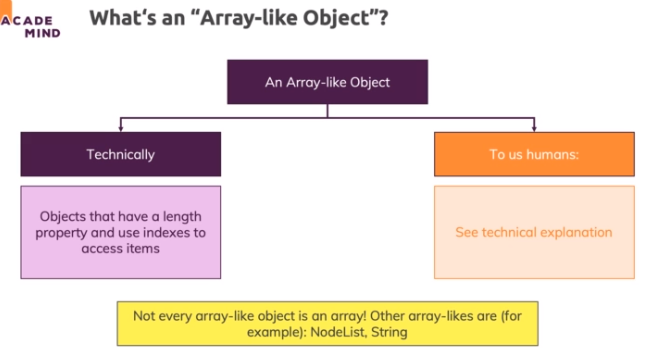 ACADE
MIND
What's an “Array-like Object”?
An Array-like Object
Technically
To us humans:
Objects that have a length
property and use indexes to
access items
See technical explanation
Not every array-like object is an array! Other array-likes are (for
example): NodeList, String